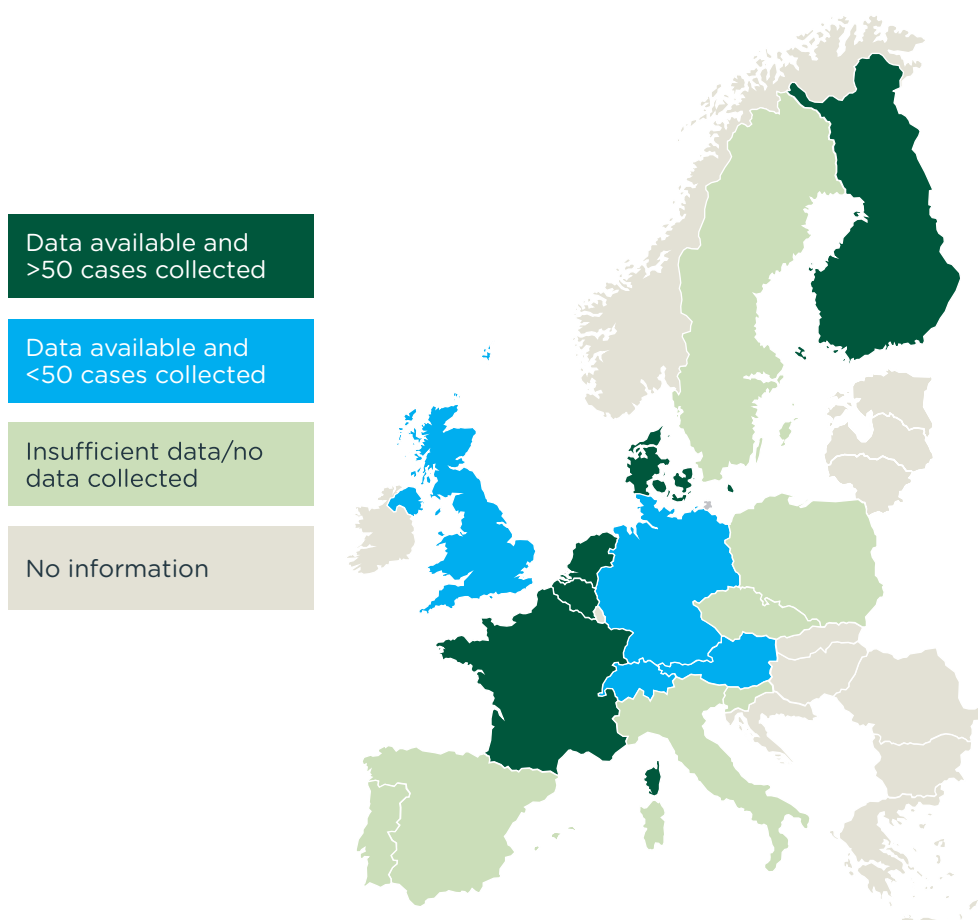 Data available and
>50 cases collected
Data available and
<50 cases collected
Insufficient data/no
data collected
No information